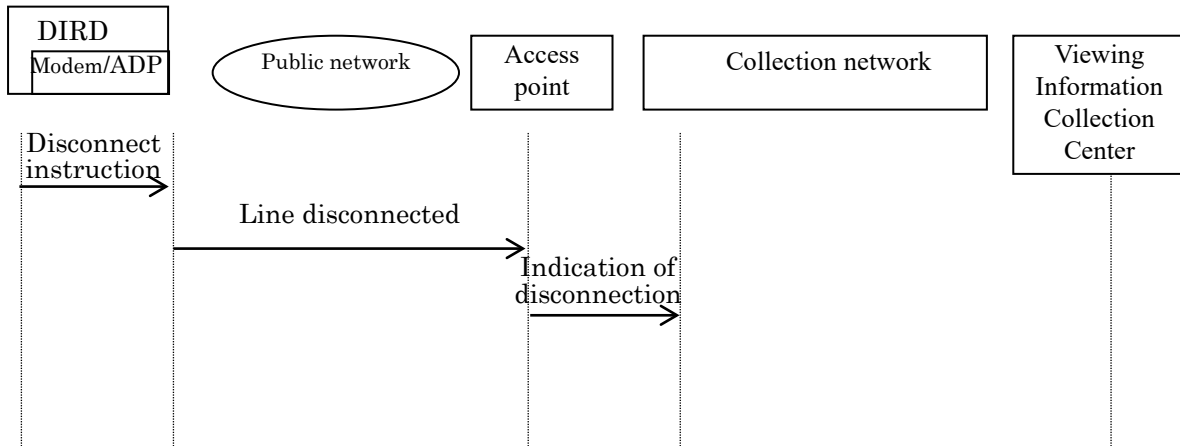 DIRD
Modem/ADP
Public network
Access
point
Collection network
Viewing
Information
Collection
Center
Disconnect
instruction
Line disconnected
Indication of
disconnection